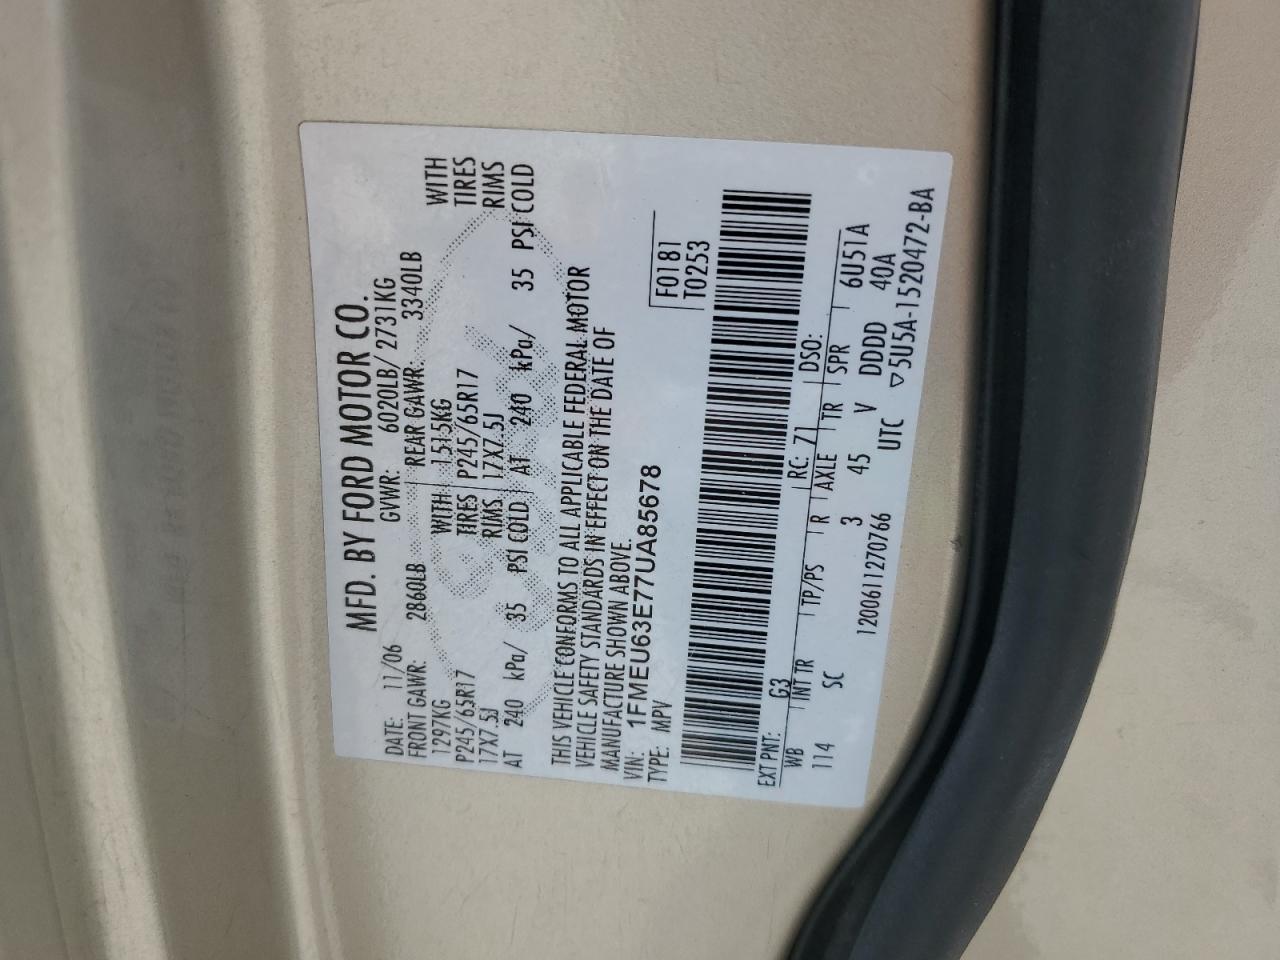 MFD. BY FORD MOTOR CO.
DATE: 11/06 GVWR: 6020LB/ 2731KG
FRONT GAWR: 2860LB REAR GAWR: 3340LB
1297KG WITH 1515KG WITH
P245/65R17 TIRES P245/65R17 TIRES
17X7.5J RIMS 17X7.5J RIMS
AT 240 kPa/ 35 PSI COLD AT 240 kPa/ 35 PSI COLD
THIS VEHICLE CONFORMS TO ALL APPLICABLE FEDERAL MOTOR
VEHICLE SAFETY STANDARDS IN EFFECT ON THE DATE OF
MANUFACTURE SHOWN ABOVE.
VIN: 1FMEU63E77UA85678 F0181
TYPE: MPV T0253
EXT PNT: G3 RC: 71 DSO:
WB INT TR TP/PS R AXLE TR SPR 6U51A
114 SC 3 45 V DDDD 40A
1200611270766 UTC ▽5U5A-1520472-BA